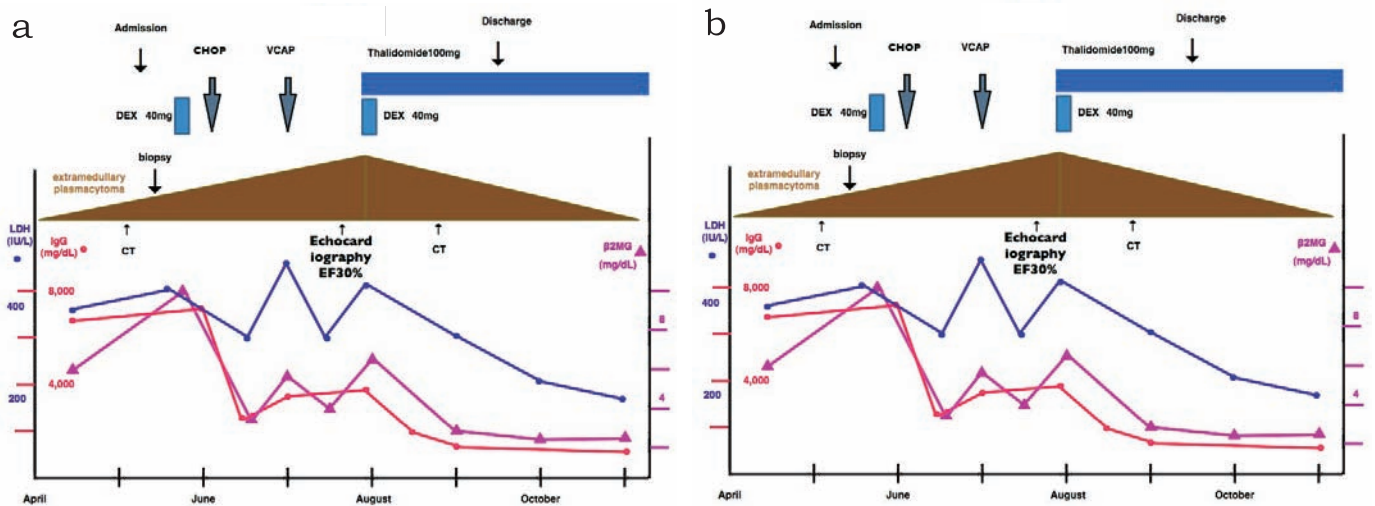 a
Admission
CHOP
VCAP
Discharge
Thalidomide100mg
DEX 40mg
DEX 40mg
biopsy
extramedullary
plasmacytoma
CT
Echocard
iography
EF30%
CT
LDH
(IU/L)
IgG
(mg/dL)
β2MG
(mg/dL)
8,000
400
4,000
200
8
4
April
June
August
October
b
Admission
CHOP
VCAP
Discharge
Thalidomide100mg
DEX 40mg
DEX 40mg
biopsy
extramedullary
plasmacytoma
CT
Echocard
iography
EF30%
CT
LDH
(IU/L)
IgG
(mg/dL)
β2MG
(mg/dL)
8,000
400
4,000
200
8
4
April
June
August
October